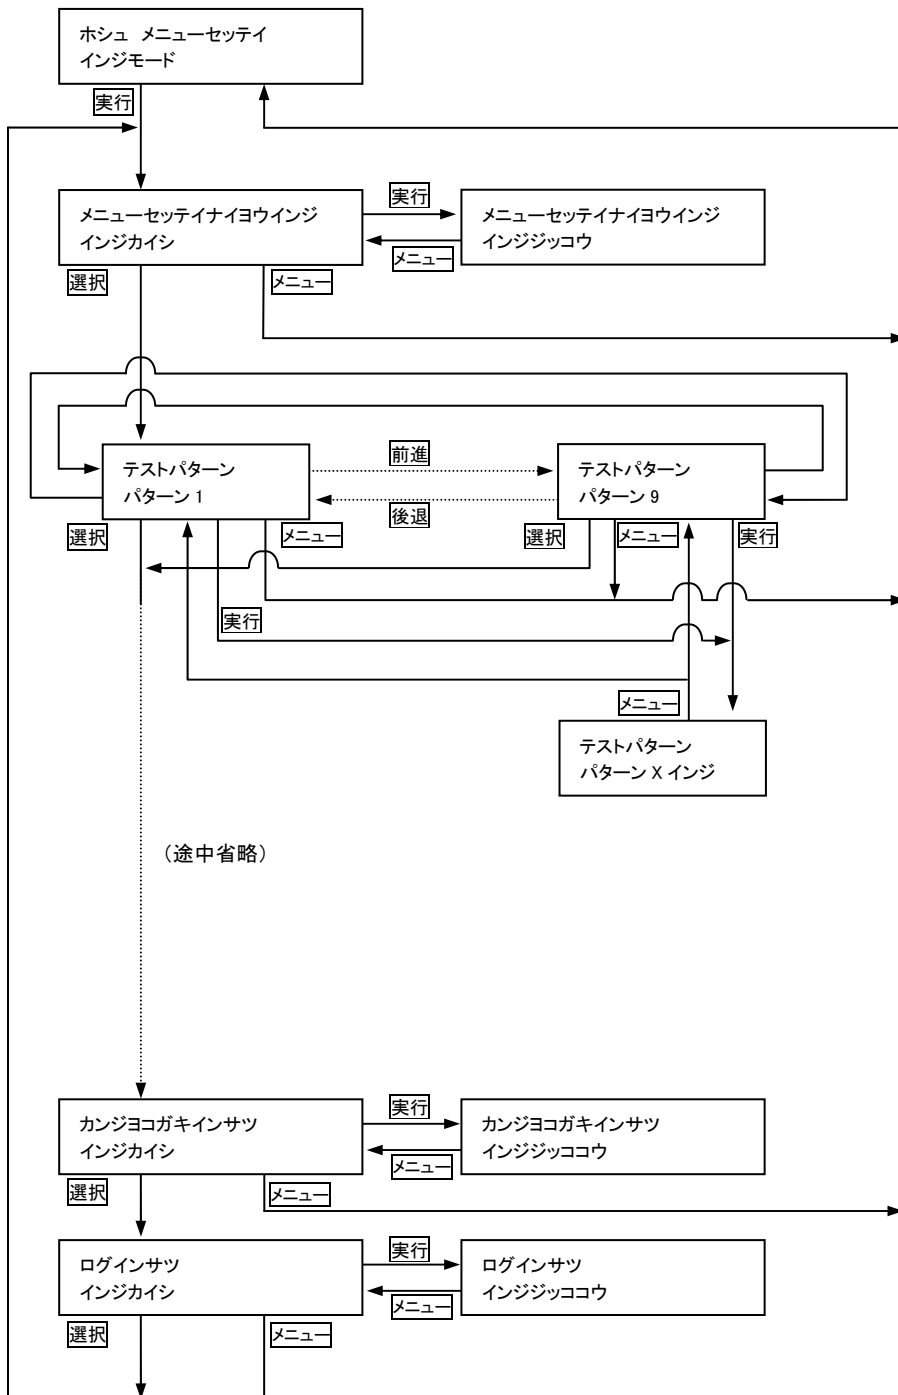 ホシュ メニューセッテイ
インジモード
実行
メニューセッテイナイヨウインジ
インジカイシ
実行
メニュー
メニューセッテイナイヨウインジ
インジジッコウ
選択
メニュー
テストパターン
パターン 1
前進
後退
テストパターン
パターン 9
選択
メニュー
選択
メニュー
実行
実行
メニュー
テストパターン
パターン X インジ
(途中省略)
カンジヨコガキインサツ
インジカイシ
実行
メニュー
カンジヨコガキインサツ
インジジッココウ
選択
メニュー
ログインサツ
インジカイシ
実行
メニュー
ログインサツ
インジジッココウ
選択
メニュー